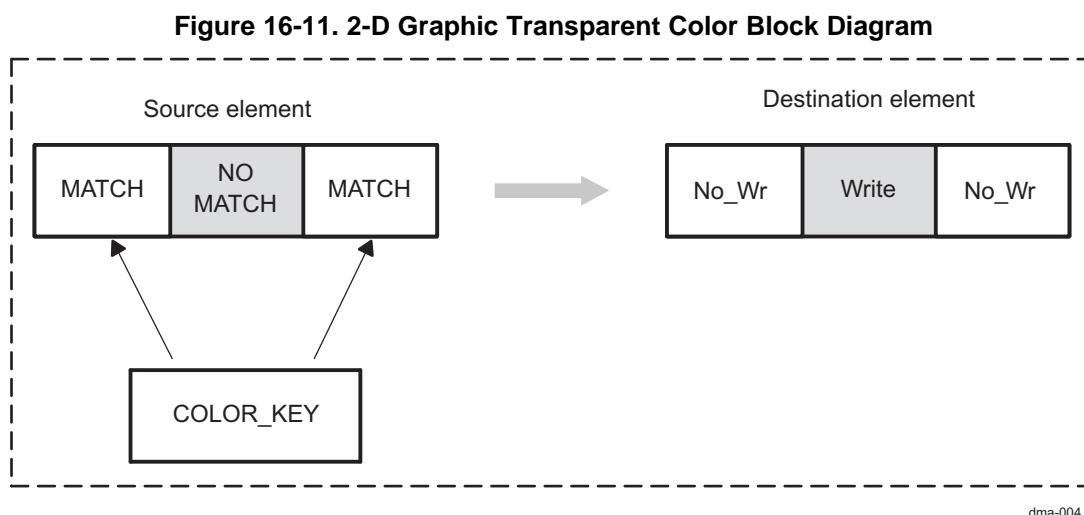 Figure 16-11. 2-D Graphic Transparent Color Block Diagram
Source element
Destination element
MATCH
NO
MATCH
MATCH
No_Wr
Write
No_Wr
COLOR_KEY
dma-004